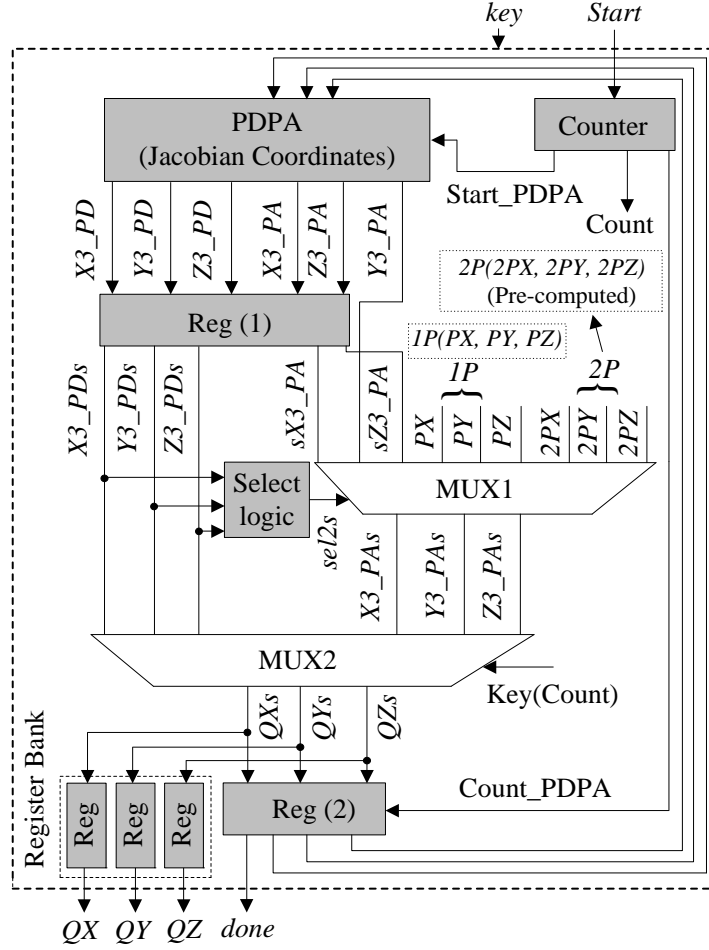 key
Start
PDPA
(Jacobian Coordinates)
Counter
Start_PDPA
Count
X3_PD
Y3_PD
Z3_PD
X3_PA
Z3_PA
Y3_PA
2P(2PX, 2PY, 2PZ)
(Pre-computed)
Reg (1)
1P(PX, PY, PZ)
1P
2P
X3_PDs
Y3_PDs
Z3_PDs
sX3_PA
sZ3_PA
PX
PY
PZ
2PX
2PY
2PZ
Select
logic
sel2s
MUX1
X3_PAs
Y3_PAs
Z3_PAs
MUX2
Key(Count)
QXs
QYs
QZs
Register Bank
Reg
Reg
Reg
Reg (2)
Count_PDPA
QX
QY
QZ
done